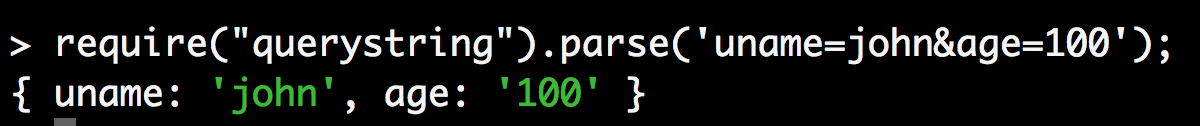 > require("querystring").parse('uname=john&age=100');
{ uname: 'john', age: '100' }